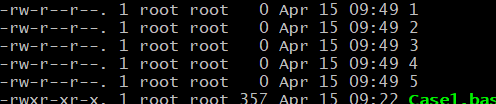 -rw-r--r--. 1 root root   0 Apr 15 09:49 1
-rw-r--r--. 1 root root   0 Apr 15 09:49 2
-rw-r--r--. 1 root root   0 Apr 15 09:49 3
-rw-r--r--. 1 root root   0 Apr 15 09:49 4
-rw-r--r--. 1 root root   0 Apr 15 09:49 5
-rwxr-xr-x. 1 root root 357 Apr 15 09:22 Case1.bas